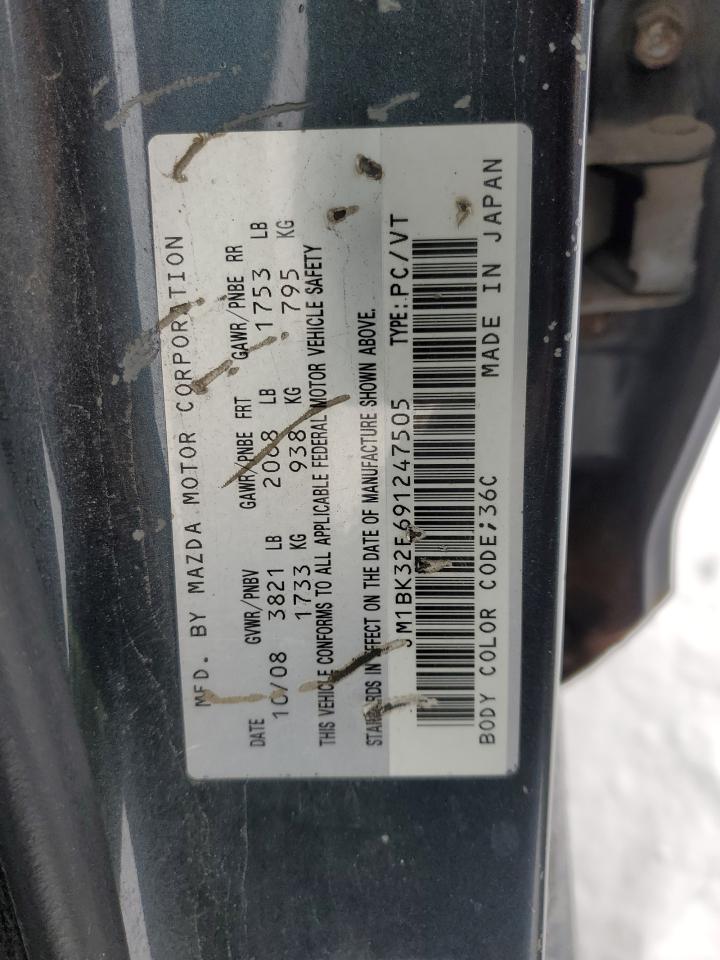 MFD. BY MAZDA MOTOR CORPORATION
DATE GVWR/PNBV GAWR/PNBE FRT GAWR/PNBE RR
10/08 3821 LB 2068 LB 1753 LB
1733 KG 938 KG 795 KG
THIS VEHICLE CONFORMS TO ALL APPLICABLE FEDERAL MOTOR VEHICLE SAFETY
STANDARDS IN EFFECT ON THE DATE OF MANUFACTURE SHOWN ABOVE.
JM1BK32F691247505 TYPE: PC/VT
BODY COLOR CODE;36C MADE IN JAPAN